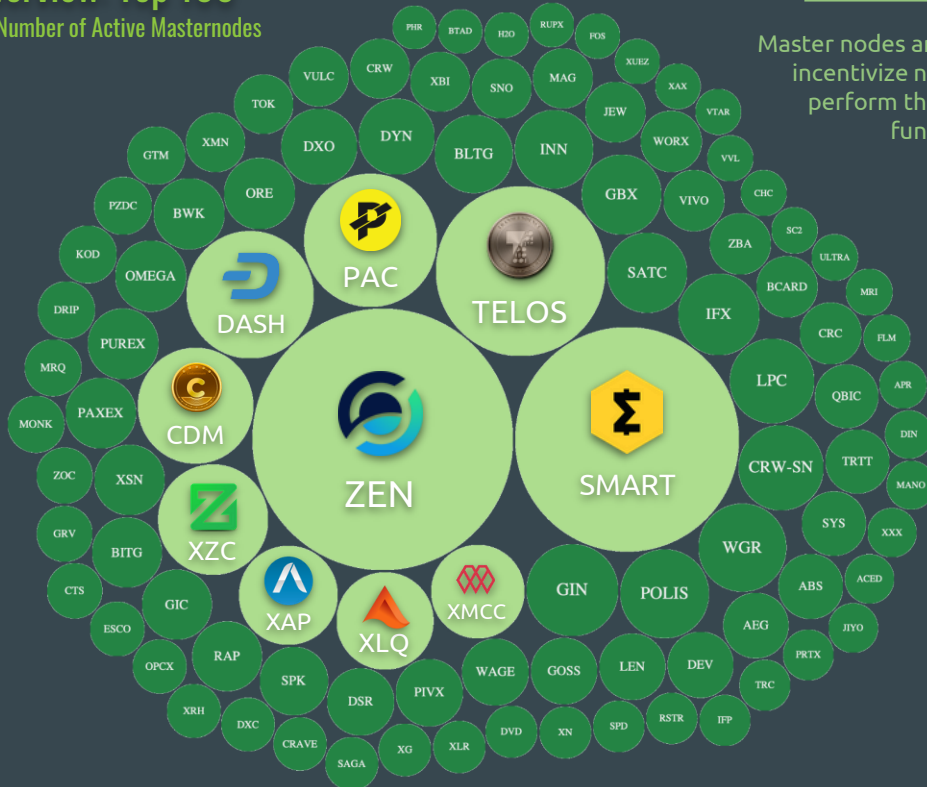 Number of Active Masternodes
Master nodes
incentivize
perform
PHR
BTAD
H2O
RUPX
FOS
XUEZ
XAX
VTAR
VVL
CHC
SC2
ULTRA
MRI
FLM
APR
DIN
MANO
XXX
ACED
JIYO
PRTX
TRC
IFP
RSTR
SPD
XN
DVD
XLR
XG
SAGA
CRAVE
DXC
XRH
OPCX
ESCO
CTS
GRV
ZOC
MONK
MRQ
DRIP
KOD
PZDC
GTM
XMN
TOK
VULC
CRW
XBI
SNO
MAG
JEW
WORX
VIVO
ZBA
BCARD
CRC
QBIC
TRTT
SYS
ABS
AEG
DEV
LEN
GOSS
WAGE
PIVX
DSR
SPK
RAP
GIC
BITG
XSN
PAXEX
PUREX
OMEGA
BWK
ORE
DXO
DYN
BLTG
INN
GBX
SATC
IFX
LPC
CRW-SN
WGR
POLIS
GIN
PAC
TELOS
DASH
CDM
ZEN
SMART
XZC
XAP
XLQ
XMCC